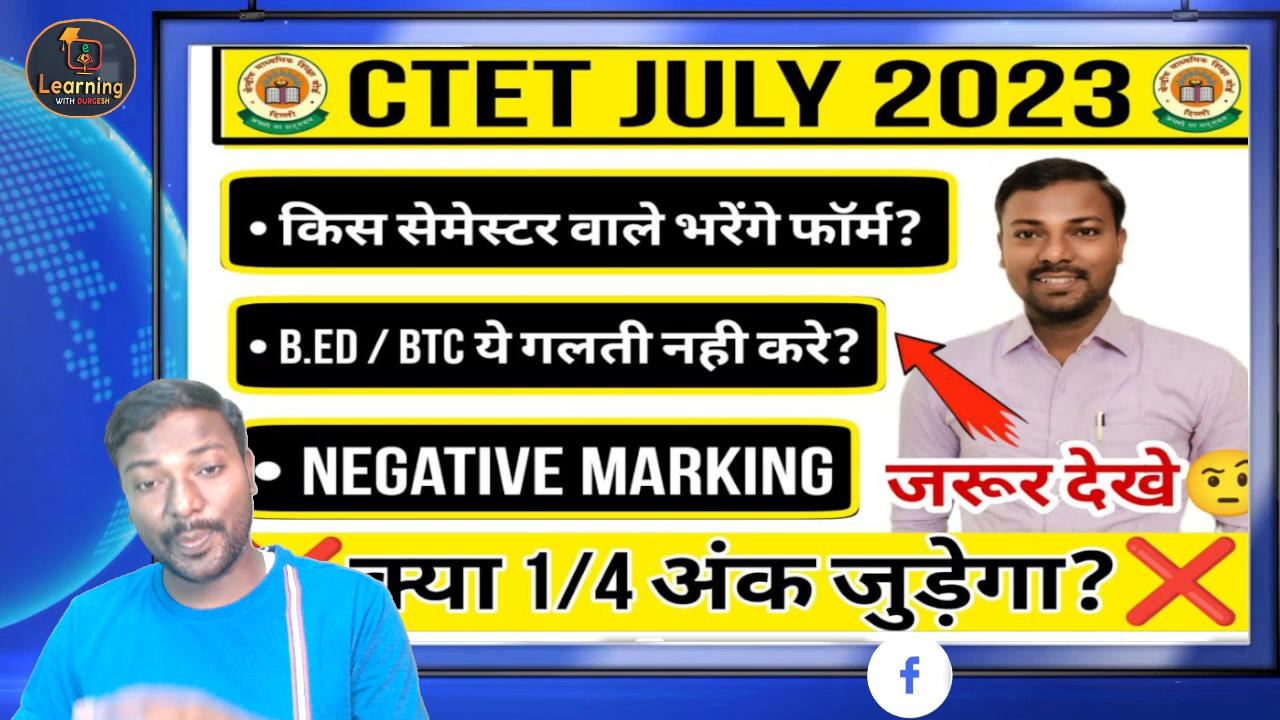 e
Learning
WITH DURGESH
CTET JULY 2023
• किस सेमेस्टर वाले भरेंगे फॉर्म?
• B.ED / BTC ये गलती नही करे?
• NEGATIVE MARKING
जरूर देखे
क्या 1/4 अंक जुड़ेगा?
f